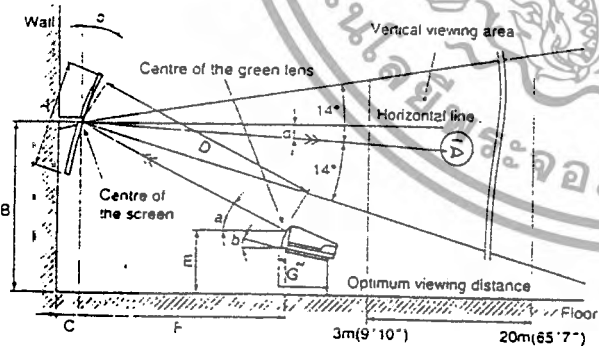 Wall
Vertical viewing area
Centre of the green lens
14°
Horizontal line
a
A
D
14°
Centre of
the screen
B
a
b
E
G
Optimum viewing distance
Floor
C
F
3m(9'10")
20m(65'7")